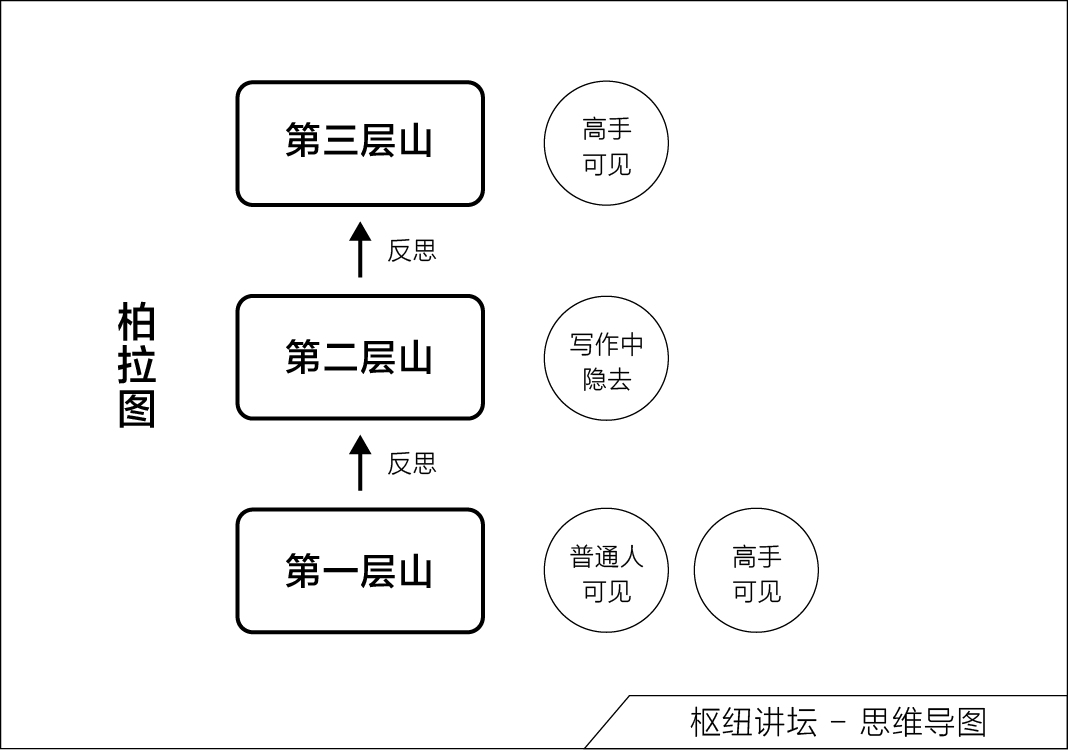 柏拉图
第三层山
高手
可见
反思
第二层山
写作中
隐去
反思
第一层山
普通人
可见
高手
可见
枢纽讲坛 - 思维导图